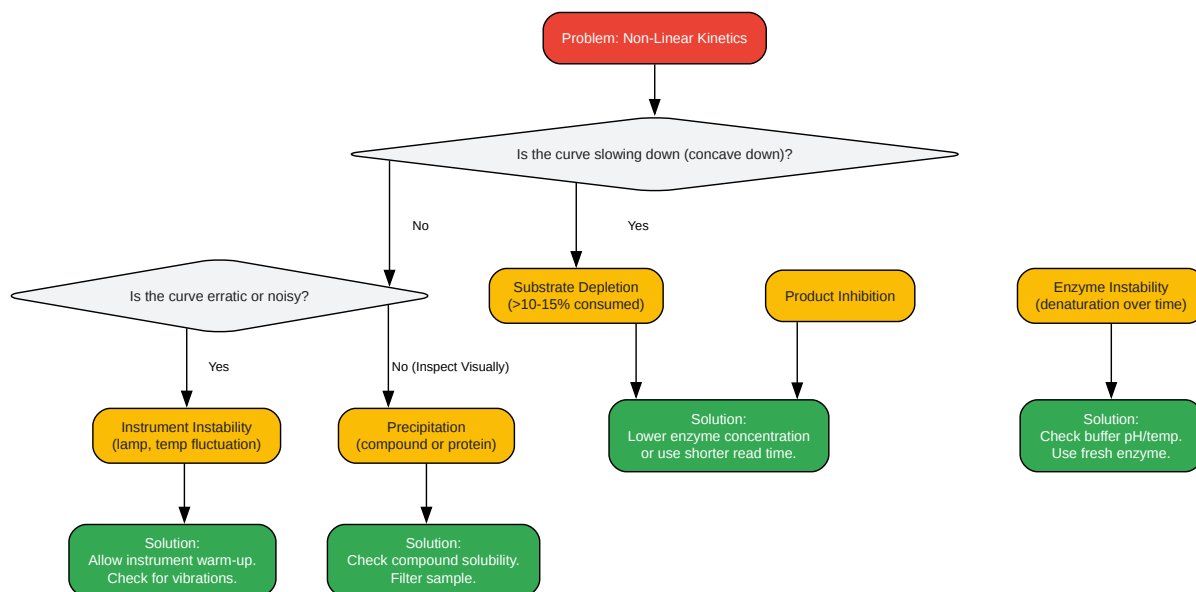 Problem: Non-Linear Kinetics
Is the curve slowing down (concave down)?
No
Yes
Is the curve erratic or noisy?
Substrate Depletion
(>10-15% consumed)
Product Inhibition
Enzyme Instability
(denaturation over time)
Yes
No (Inspect Visually)
Instrument Instability
(lamp, temp fluctuation)
Precipitation
(compound or protein)
Solution:
Lower enzyme concentration
or use shorter read time.
Solution:
Check buffer pH/temp.
Use fresh enzyme.
Solution:
Allow instrument warm-up.
Check for vibrations.
Solution:
Check compound solubility.
Filter sample.